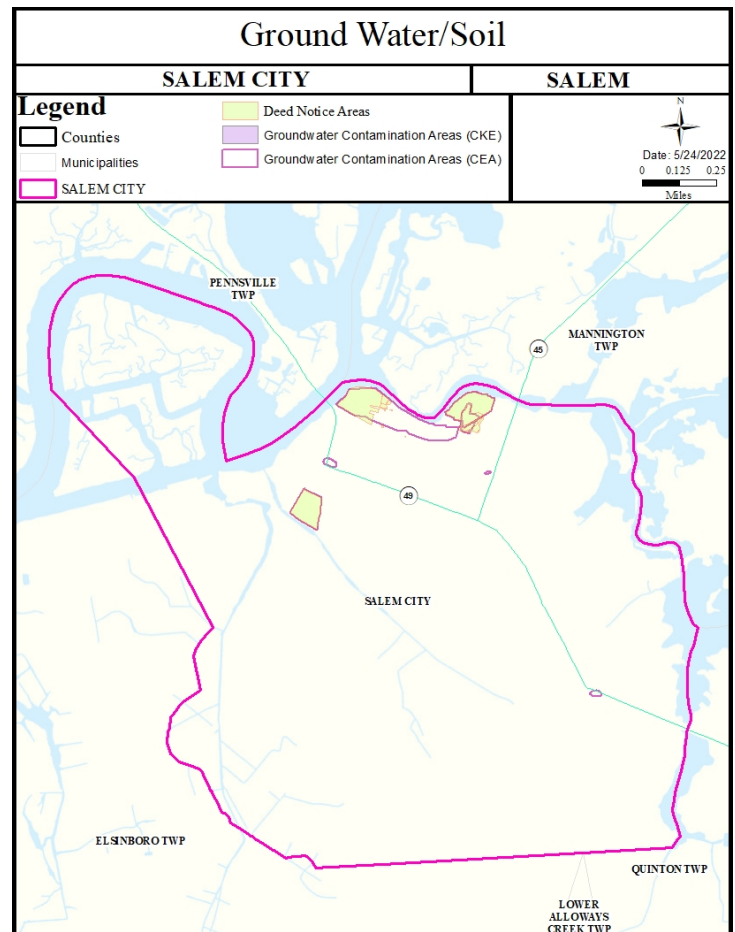 Ground Water/Soil
SALEM CITY
SALEM
Legend
Counties
Municipalities
SALEM CITY
Deed Notice Areas
Groundwater Contamination Areas (CKE)
Groundwater Contamination Areas (CEA)
N
Date: 5/24/2022
0 0.125 0.25
Miles
PENNSVILLE
TWP
MANNINGTON
TWP
45
49
SALEM CITY
ELSINBORO TWP
QUINTON TWP
LOWER
ALLOWAYS
CREEK TWP